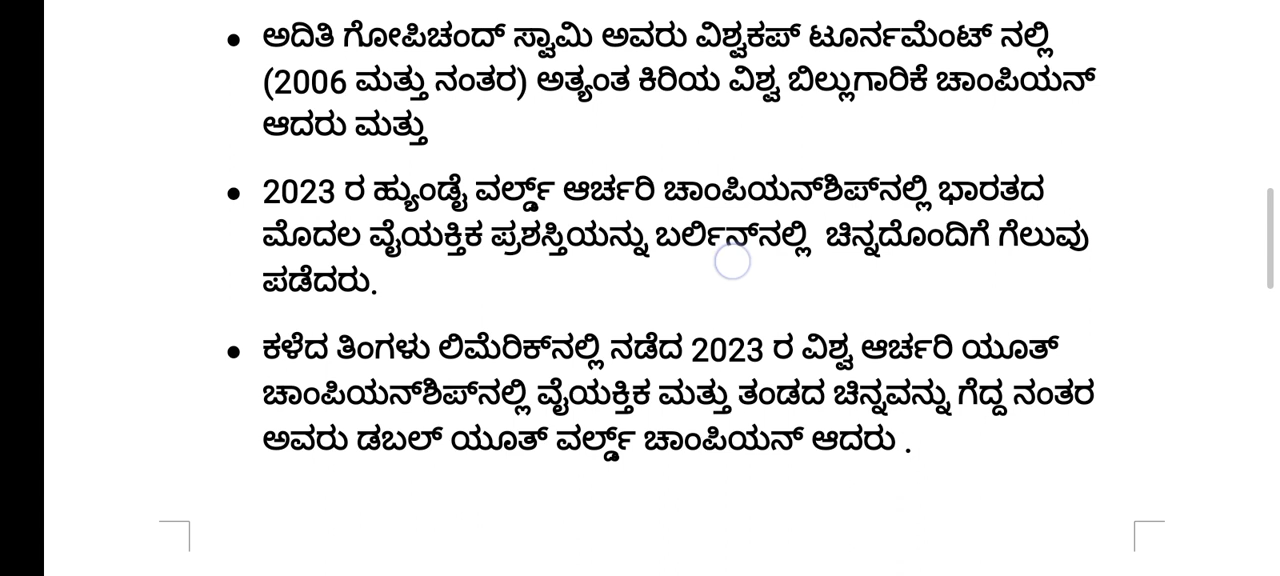 • ಅದಿತಿ ಗೋಪಿಚಂದ್ ಸ್ವಾಮಿ ಅವರು ವಿಶ್ವಕಪ್ ಟೂರ್ನಮೆಂಟ್ ನಲ್ಲಿ
(2006 ಮತ್ತು ನಂತರ) ಅತ್ಯಂತ ಕಿರಿಯ ವಿಶ್ವ ಬಿಲ್ಲುಗಾರಿಕೆ ಚಾಂಪಿಯನ್
ಆದರು ಮತ್ತು
• 2023 ರ ಹ್ಯುಂಡೈ ವರ್ಲ್ಡ್ ಆರ್ಚರಿ ಚಾಂಪಿಯನ್‌ಶಿಪ್‌ನಲ್ಲಿ ಭಾರತದ
ಮೊದಲ ವೈಯಕ್ತಿಕ ಪ್ರಶಸ್ತಿಯನ್ನು ಬರ್ಲಿನ್‌ನಲ್ಲಿ ಚಿನ್ನದೊಂದಿಗೆ ಗೆಲುವು
ಪಡೆದರು.
• ಕಳೆದ ತಿಂಗಳು ಲಿಮೆರಿಕ್‌ನಲ್ಲಿ ನಡೆದ 2023 ರ ವಿಶ್ವ ಆರ್ಚರಿ ಯೂತ್
ಚಾಂಪಿಯನ್‌ಶಿಪ್‌ನಲ್ಲಿ ವೈಯಕ್ತಿಕ ಮತ್ತು ತಂಡದ ಚಿನ್ನವನ್ನು ಗೆದ್ದ ನಂತರ
ಅವರು ಡಬಲ್ ಯೂತ್ ವರ್ಲ್ಡ್ ಚಾಂಪಿಯನ್ ಆದರು .